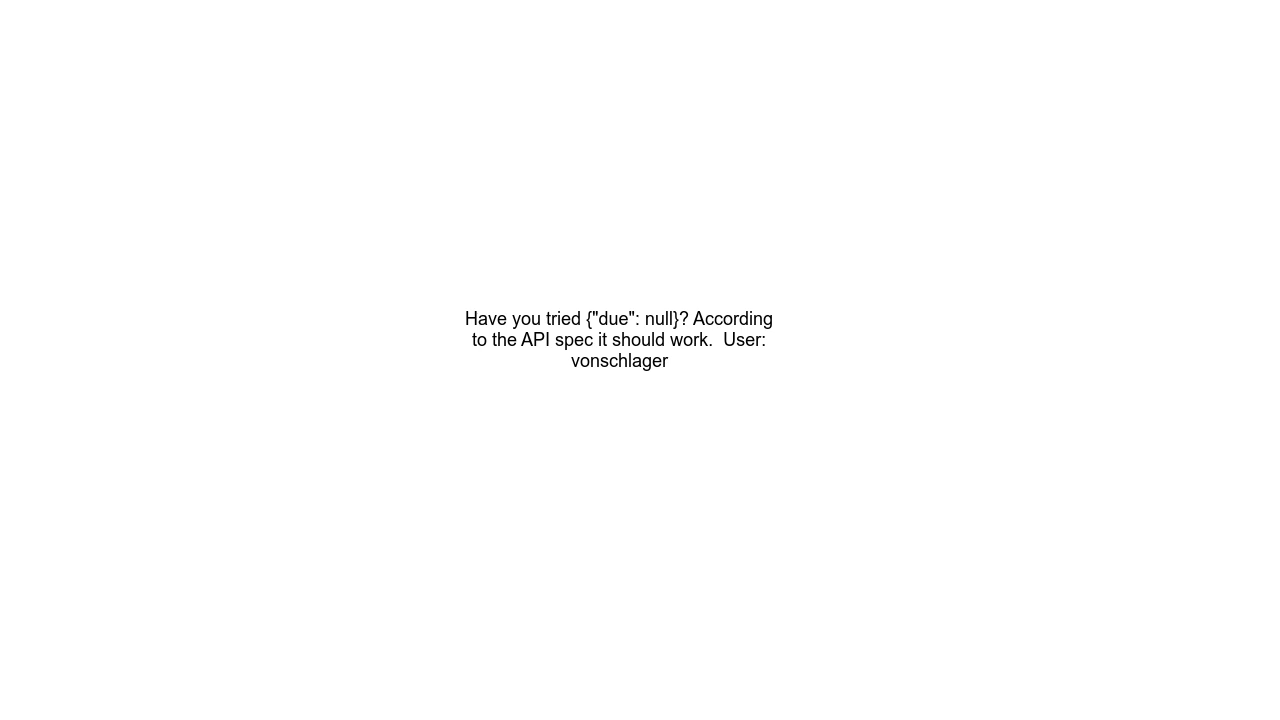 Have you tried {"due": null}? According
to the API spec it should work.  User:
vonschlager